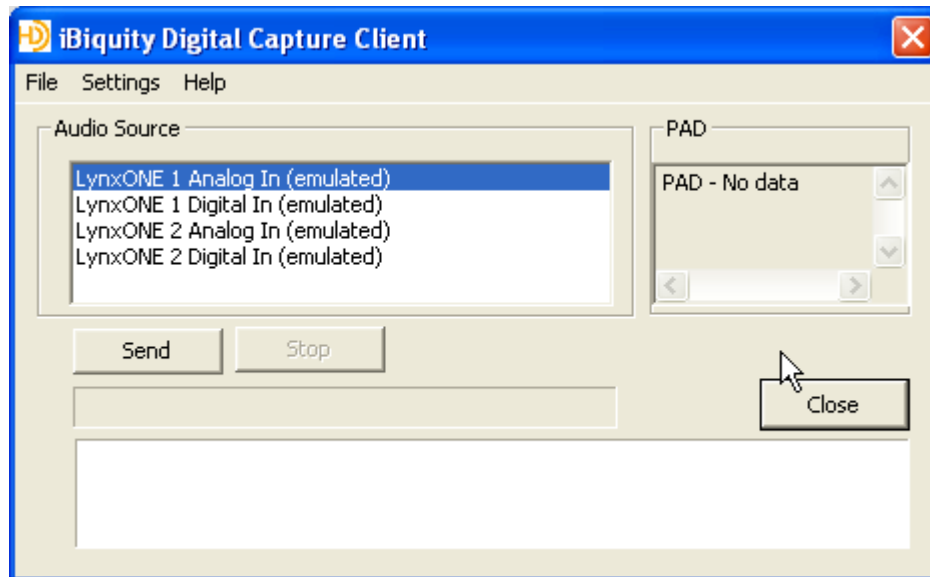 iBiquity Digital Capture Client
File Settings Help
Audio Source
LynxONE 1 Analog In (emulated)
LynxONE 1 Digital In (emulated)
LynxONE 2 Analog In (emulated)
LynxONE 2 Digital In (emulated)
PAD
PAD - No data
Send Stop
Close